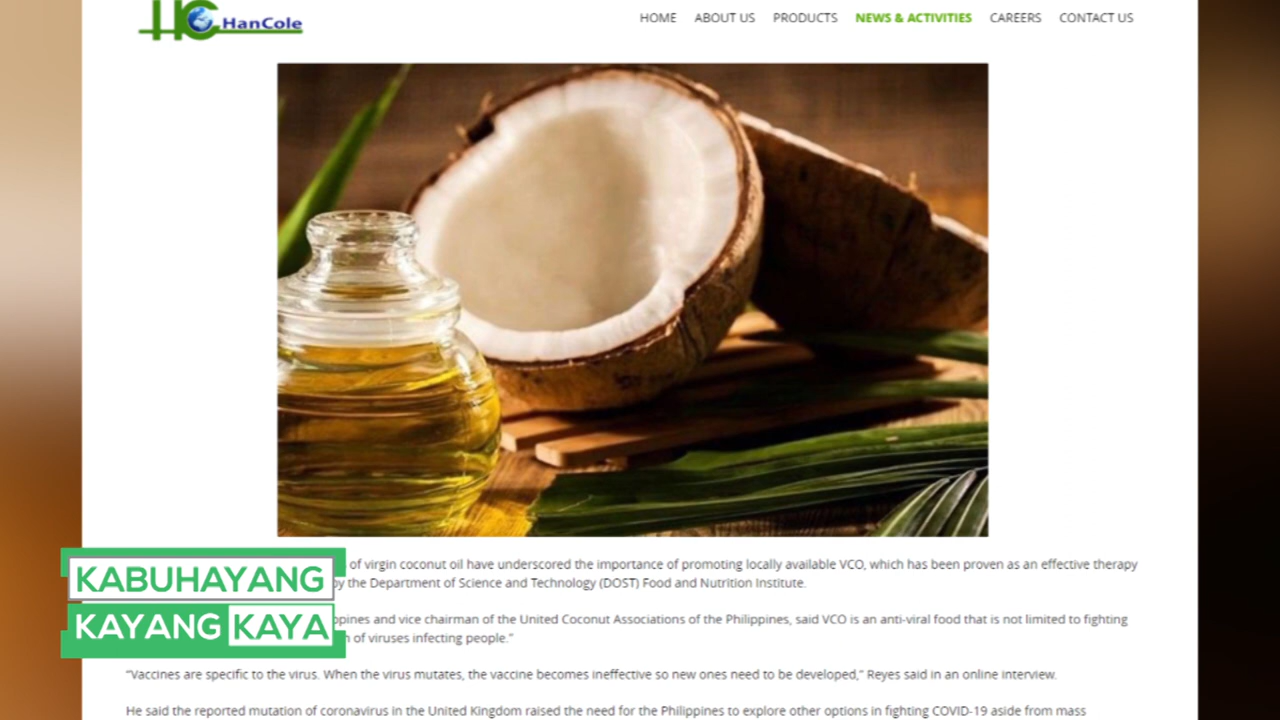 HC HanCole
HOME ABOUT US PRODUCTS NEWS & ACTIVITIES CAREERS CONTACT US
of virgin coconut oil have underscored the importance of promoting locally available VCO, which has been proven as an effective therapy
by the Department of Science and Technology (DOST) Food and Nutrition Institute.
and vice chairman of the United Coconut Associations of the Philippines, said VCO is an anti-viral food that is not limited to fighting
of viruses infecting people.”
“Vaccines are specific to the virus. When the virus mutates, the vaccine becomes ineffective so new ones need to be developed,” Reyes said in an online interview.
He said the reported mutation of coronavirus in the United Kingdom raised the need for the Philippines to explore other options in fighting COVID-19 aside from mass
KABUHAYANG
KAYANG KAYA